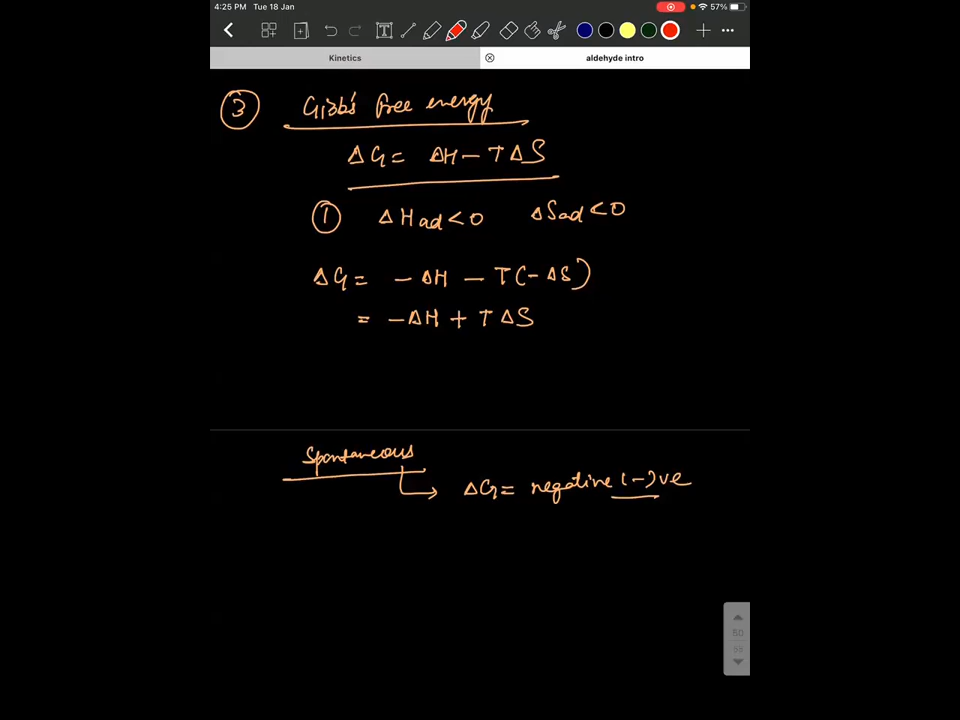 4:25 PM Tue 18 Jan 57%
Kinetics aldehyde intro
③ Gibb's free energy
ΔG = ΔH - TΔS
① ΔHad < 0 ΔSad < 0
ΔG = - ΔH - T(-ΔS)
= -ΔH + TΔS
Spontaneous
ΔG = negative (-)ve
50